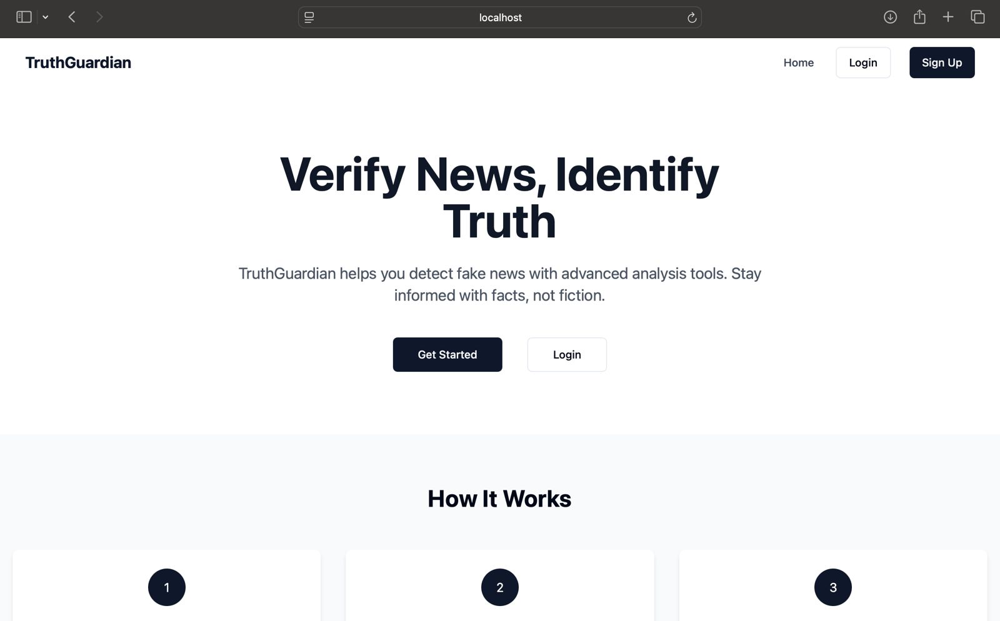 localhost
TruthGuardian
Home
Login
Sign Up
Verify News, Identify
Truth
TruthGuardian helps you detect fake news with advanced analysis tools. Stay
informed with facts, not fiction.
Get Started
Login
How It Works
1
2
3